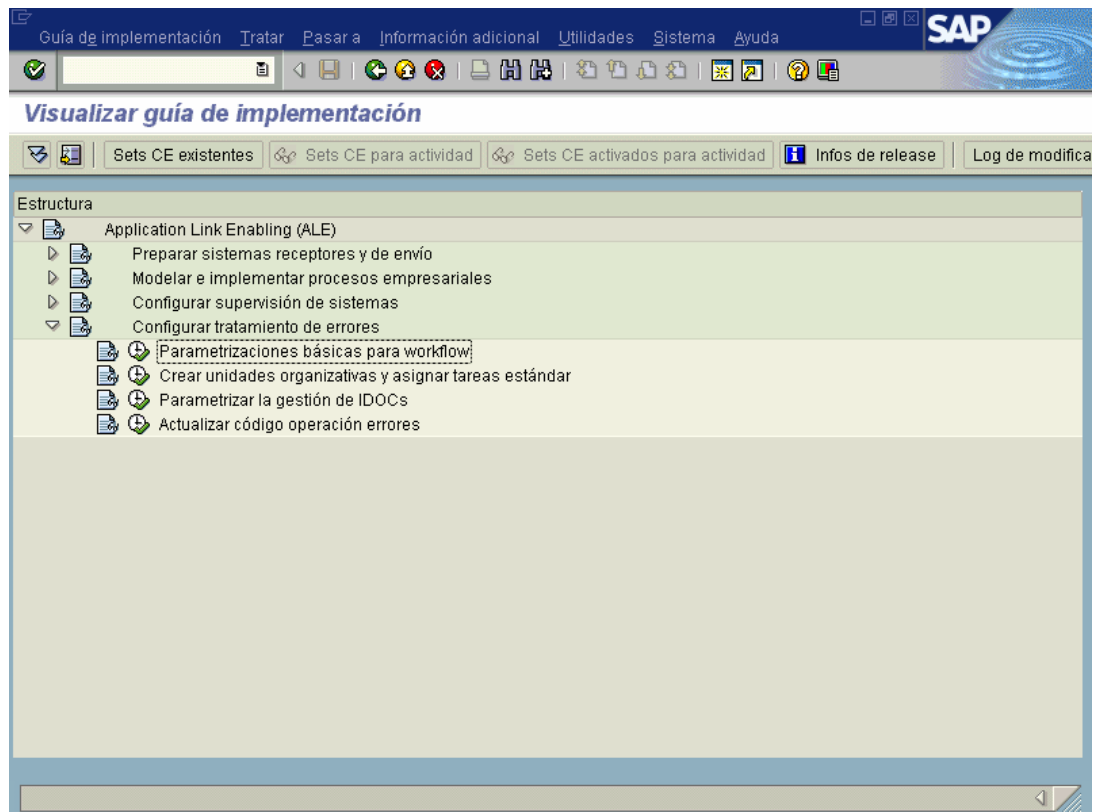 Guía de implementación Tratar Pasar a Información adicional Utilidades Sistema Ayuda
SAP
Visualizar guía de implementación
Sets CE existentes Sets CE para actividad Sets CE activados para actividad Infos de release Log de modifica
Estructura
Application Link Enabling (ALE)
Preparar sistemas receptores y de envío
Modelar e implementar procesos empresariales
Configurar supervisión de sistemas
Configurar tratamiento de errores
Parametrizaciones básicas para workflow
Crear unidades organizativas y asignar tareas estándar
Parametrizar la gestión de IDOCs
Actualizar código operación errores